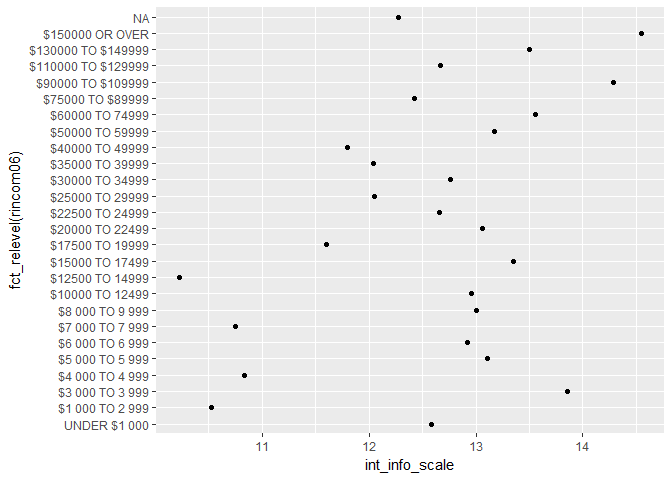 NA
$150000 OR OVER
$130000 TO $149999
$110000 TO $129999
$90000 TO $109999
$75000 TO $89999
$60000 TO 74999
$50000 TO 59999
$40000 TO 49999
$35000 TO 39999
$30000 TO 34999
$25000 TO 29999
$22500 TO 24999
$20000 TO 22499
$17500 TO 19999
$15000 TO 17499
$12500 TO 14999
$10000 TO 12499
$8 000 TO 9 999
$7 000 TO 7 999
$6 000 TO 6 999
$5 000 TO 5 999
$4 000 TO 4 999
$3 000 TO 3 999
$1 000 TO 2 999
UNDER $1 000
fct_relevel(rincom06)
11 12 13 14
int_info_scale